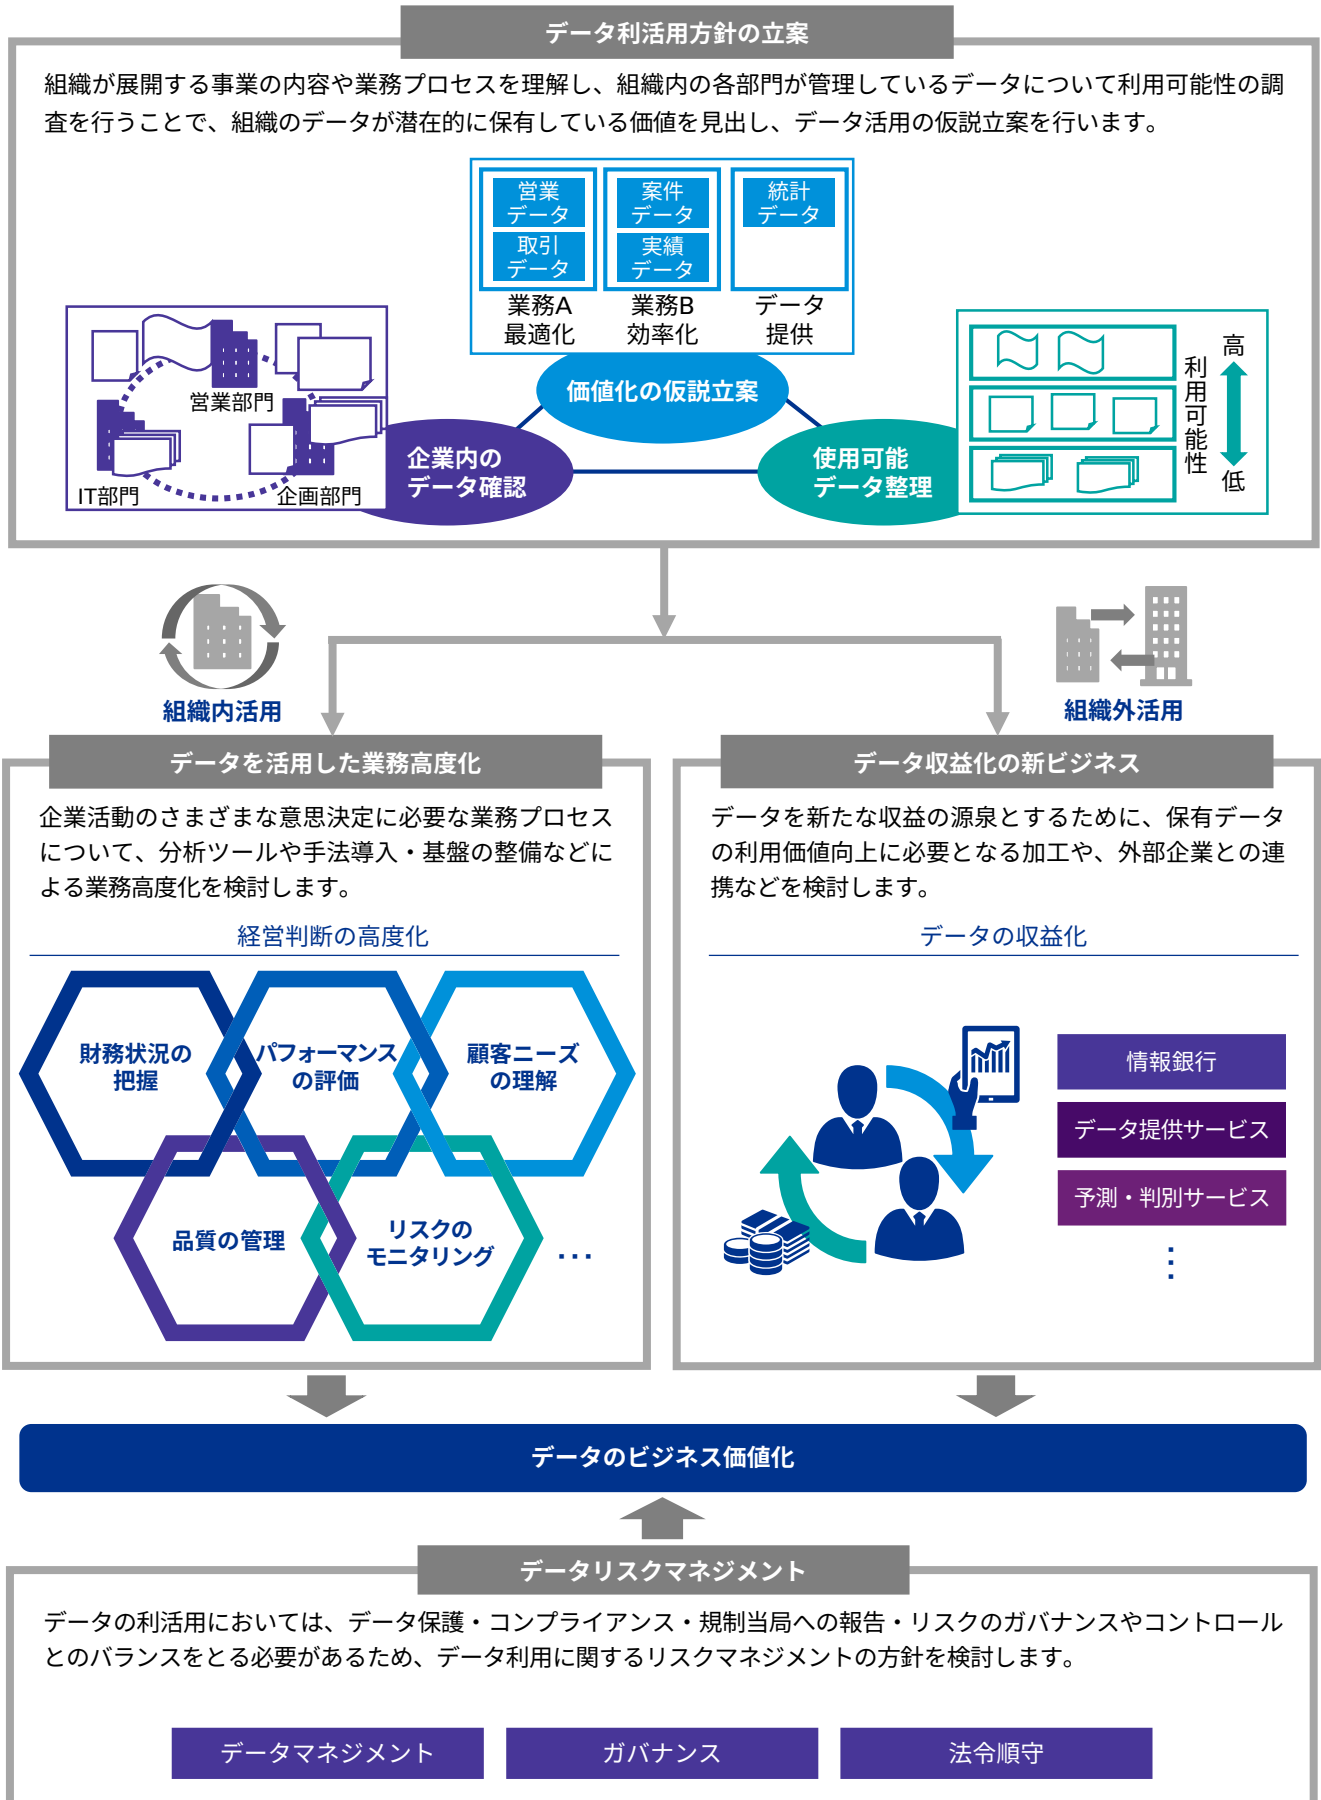 データ利活用方針の立案
組織が展開する事業の内容や業務プロセスを理解し、組織内の各部門が管理しているデータについて利用可能性の調
査を行うことで、組織のデータが潜在的に保有している価値を見出し、データ活用の仮説立案を行います。
営業
データ
取引
データ
業務A
最適化
案件
データ
実績
データ
業務B
効率化
統計
データ
データ
提供
価値化の仮説立案
営業部門
IT部門
企画部門
企業内の
データ確認
使用可能
データ整理
利用可能性
高
低
組織内活用
組織外活用
データを活用した業務高度化
企業活動のさまざまな意思決定に必要な業務プロセス
について、分析ツールや手法導入・基盤の整備などに
よる業務高度化を検討します。
経営判断の高度化
財務状況の
把握
パフォーマンス
の評価
顧客ニーズ
の理解
品質の管理
リスクの
モニタリング
…
データ収益化の新ビジネス
データを新たな収益の源泉とするために、保有データ
の利用価値向上に必要となる加工や、外部企業との連
携などを検討します。
データの収益化
情報銀行
データ提供サービス
予測・判別サービス
⋮
データのビジネス価値化
データリスクマネジメント
データの利活用においては、データ保護・コンプライアンス・規制当局への報告・リスクのガバナンスやコントロール
とのバランスをとる必要があるため、データ利用に関するリスクマネジメントの方針を検討します。
データマネジメント
ガバナンス
法令順守